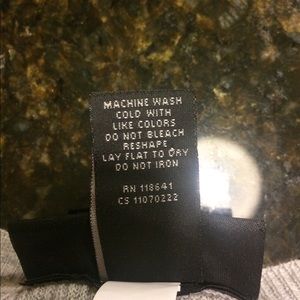 MACHINE WASH
COLD WITH
LIKE COLORS
DO NOT BLEACH
RESHAPE
LAY FLAT TO DRY
DO NOT IRON
RN 118641
CS 11070222